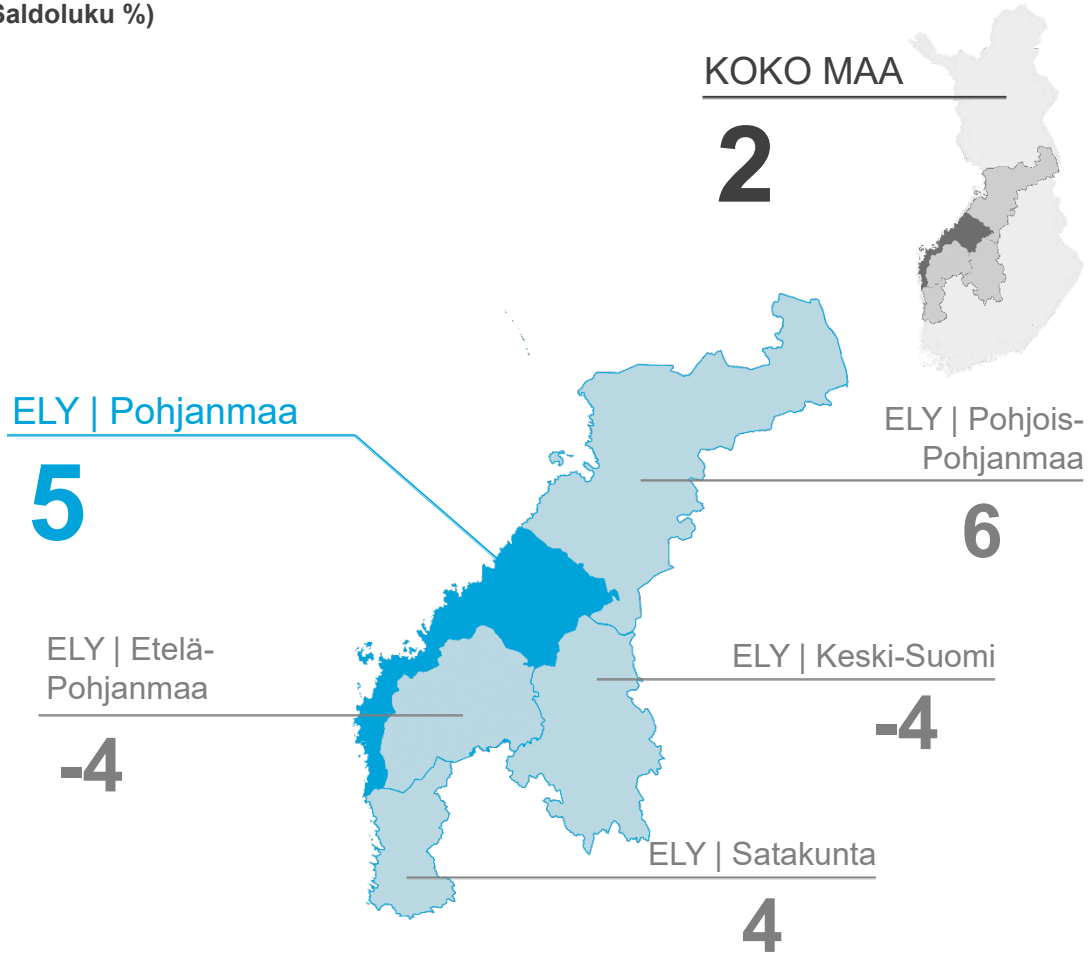 Saldoluku %)
KOKO MAA
2
ELY | Pohjanmaa
5
ELY | Pohjois-
Pohjanmaa
6
ELY | Etelä-
Pohjanmaa
-4
ELY | Keski-Suomi
-4
ELY | Satakunta
4